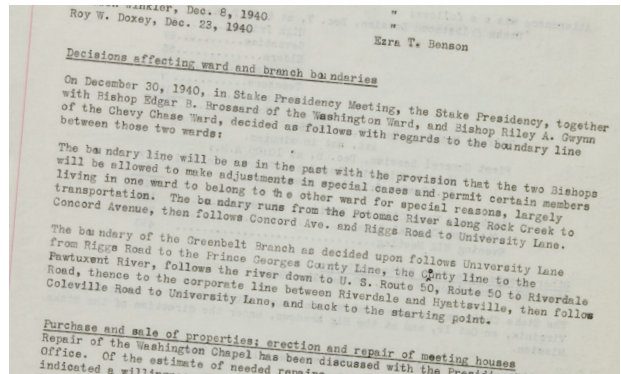 Winkler, Dec. 8, 1940 "
Roy W. Doxey, Dec. 23, 1940 "
Ezra T. Benson
Decisions affecting ward and branch boundaries
On December 30, 1940, in Stake Presidency Meeting, the Stake Presidency, together
with Bishop Edgar B. Brossard of the Washington Ward, and Bishop Riley A. Gwynn
of the Chevy Chase Ward, decided as follows with regards to the boundary line
between those two wards:
The boundary line will be as in the past with the provision that the two Bishops
will be allowed to make adjustments in special cases and permit certain members
living in one ward to belong to the other ward for special reasons, largely
transportation. The boundary runs from the Potomac River along Rock Creek to
Concord Avenue, then follows Concord Ave. and Riggs Road to University Lane.
The boundary of the Greenbelt Branch as decided upon follows University Lane
from Riggs Road to the Prince Georges County Line, the County line to the
Pawtuxent River, follows the river down to U. S. Route 50, Route 50 to Riverdale
Road, thence to the corporate line between Riverdale and Hyattsville, then follow
Coleville Road to University Lane, and back to the starting point.
Purchase and sale of properties; erection and repair of meeting houses
Repair of the Washington Chapel has been discussed with the
Office. Of the estimate of needed
indicated a